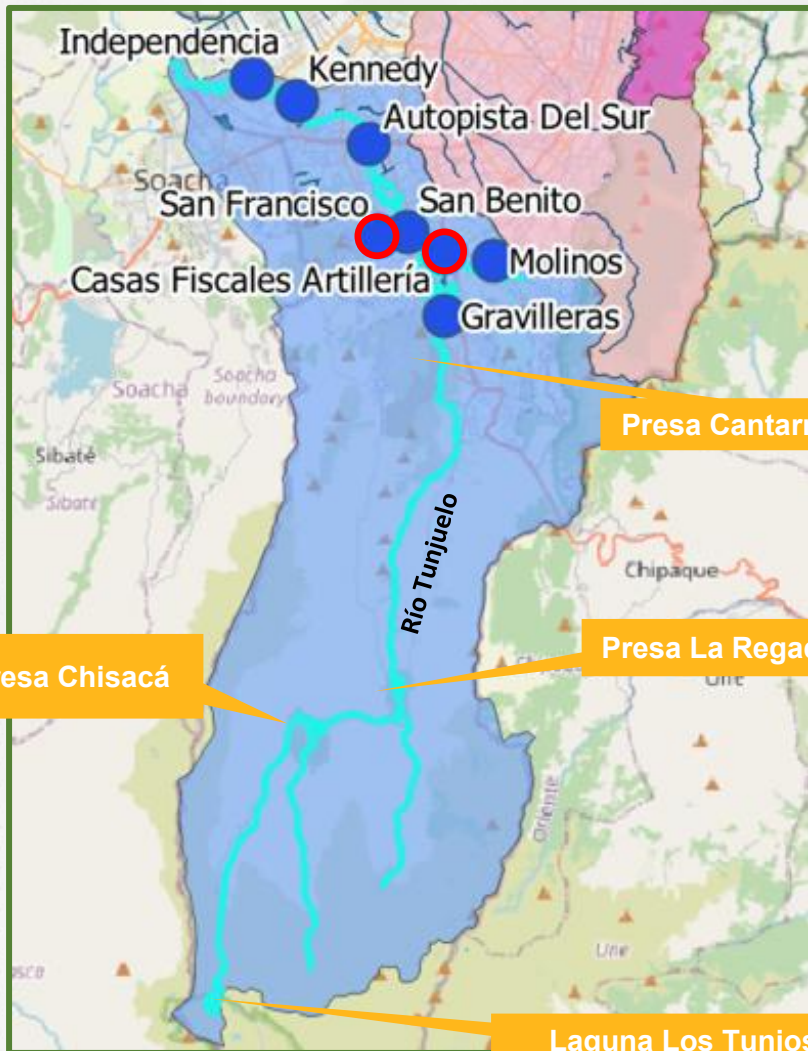 Independencia
Kennedy
Autopista Del Sur
Soacha
San Francisco
San Benito
Casas Fiscales Artillería
Molinos
Gravilleras
Soacha
Soacha
boundary
Presa Cantarr
Sibaté
Sibaté
Río Tunjuelo
Chipaque
Presa La Regad
esa Chisacá
Une
Oriente
Une
Laguna Los Tunjos